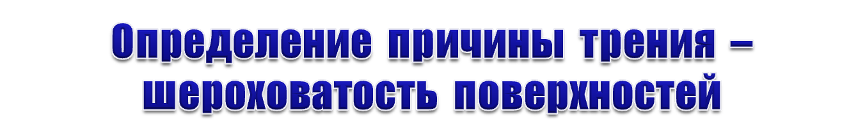 Определение причины трения –
шероховатость поверхностей